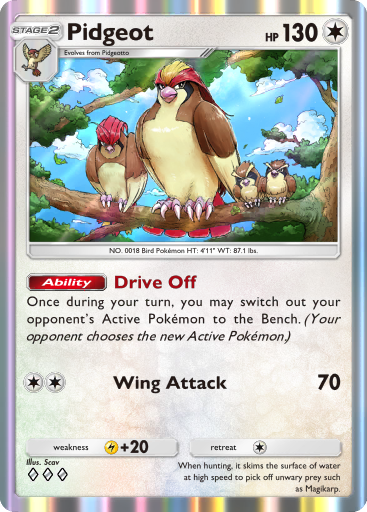 STAGE 2
Pidgeot
HP 130
Evolves from Pidgeotto
NO. 0018 Bird Pokémon HT: 4'11" WT: 87.1 lbs.
Ability Drive Off
Once during your turn, you may switch out your
opponent's Active Pokémon to the Bench. (Your
opponent chooses the new Active Pokémon.)
Wing Attack 70
weakness +20 retreat
Illus. Scav
When hunting, it skims the surface of water
at high speed to pick off unwary prey such
as Magikarp.